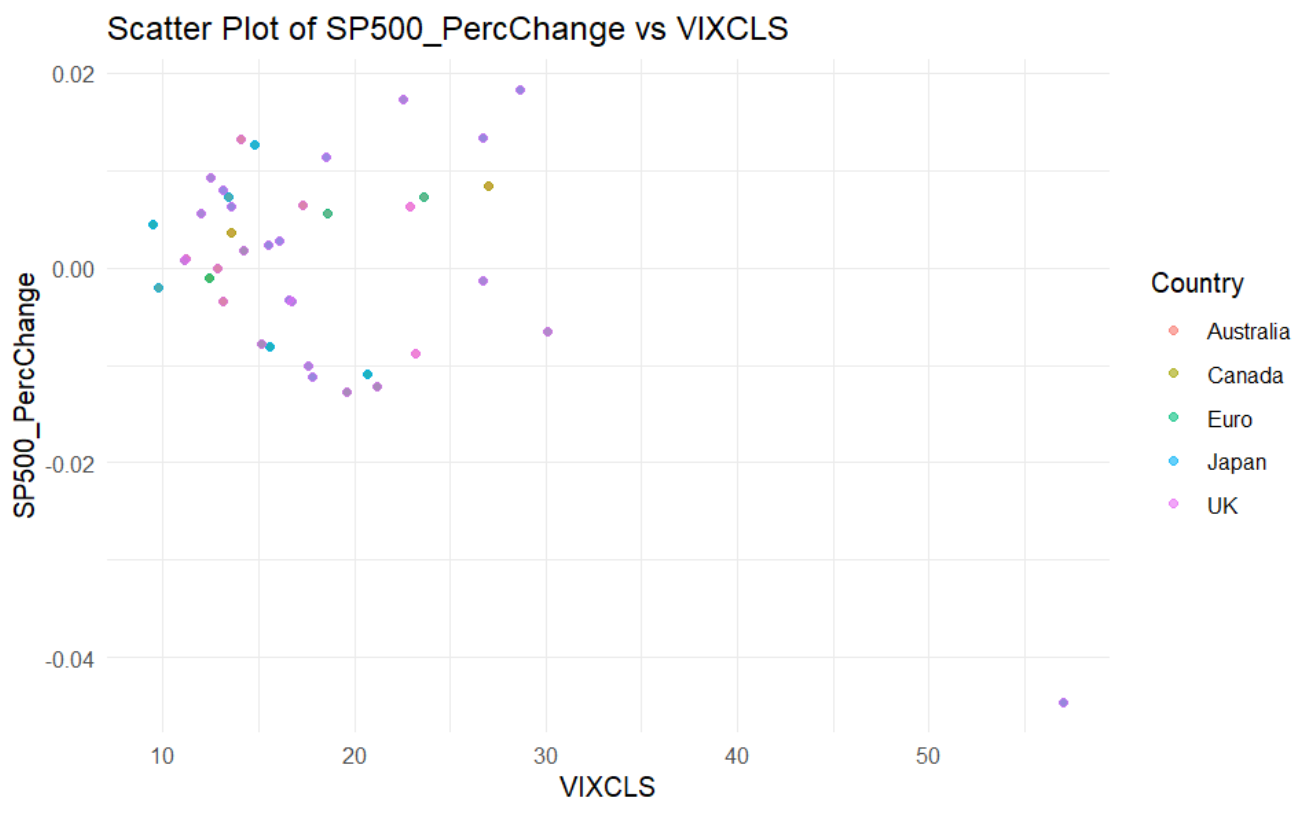 Scatter Plot of SP500_PercChange vs VIXCLS
0.02
0.00
-0.02
-0.04
SP500_PercChange
10 20 30 40 50
VIXCLS
Country
Australia
Canada
Euro
Japan
UK